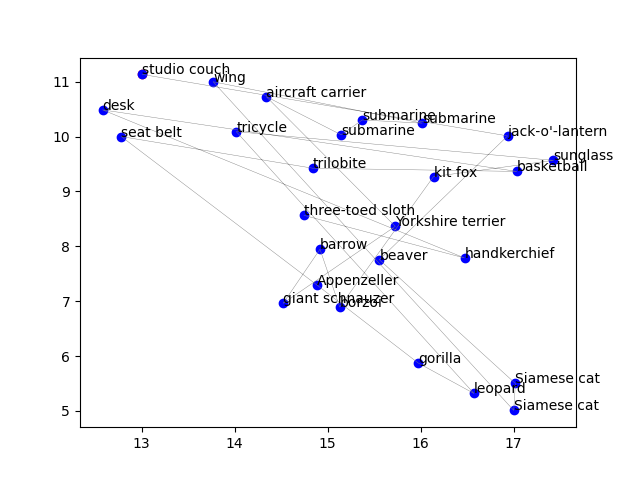 studio couch
wing
aircraft carrier
desk
submarine
submarine
submarine
tricycle
seat belt
jack-o'-lantern
sunglass
trilobite
basketball
kit fox
three-toed sloth
Yorkshire terrier
barrow
beaver
handkerchief
Appenzeller
giant schnauzer
borzoi
gorilla
Siamese cat
leopard
Siamese cat
11
10
9
8
7
6
5
13 14 15 16 17